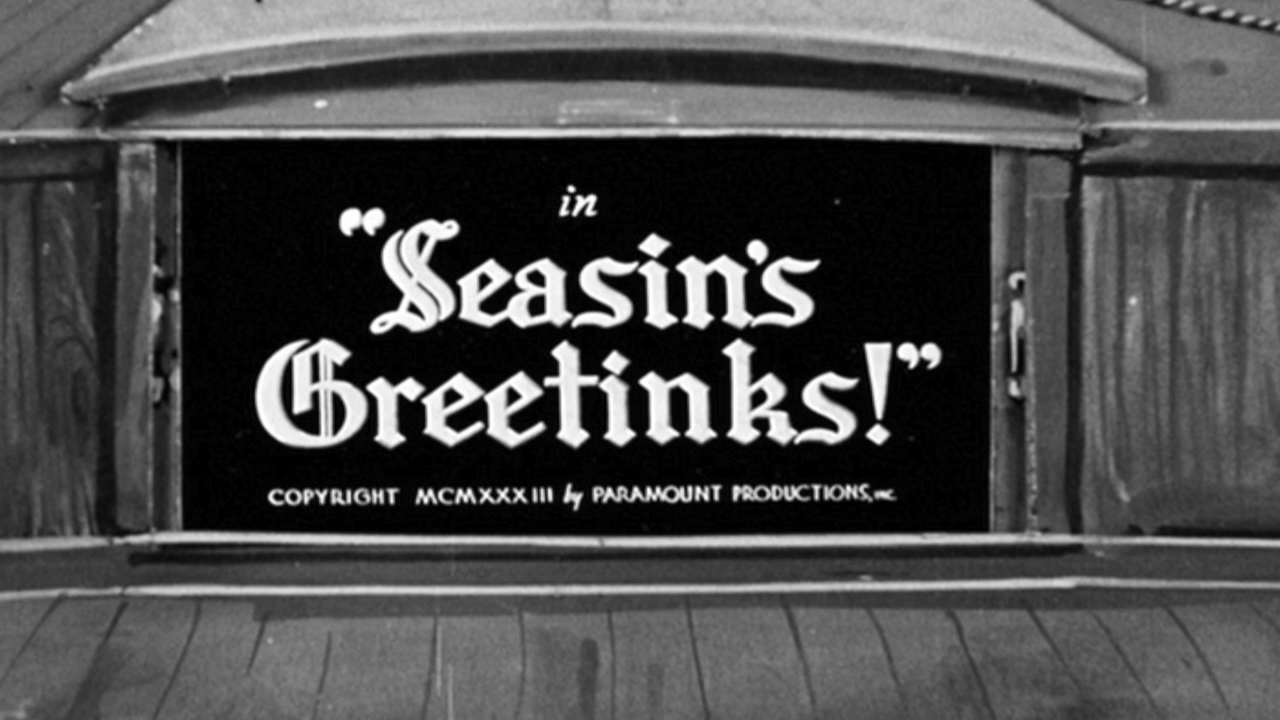 in
“Seasin's
Greetinks!”
COPYRIGHT MCMXXXIII by PARAMOUNT PRODUCTIONS, INC.